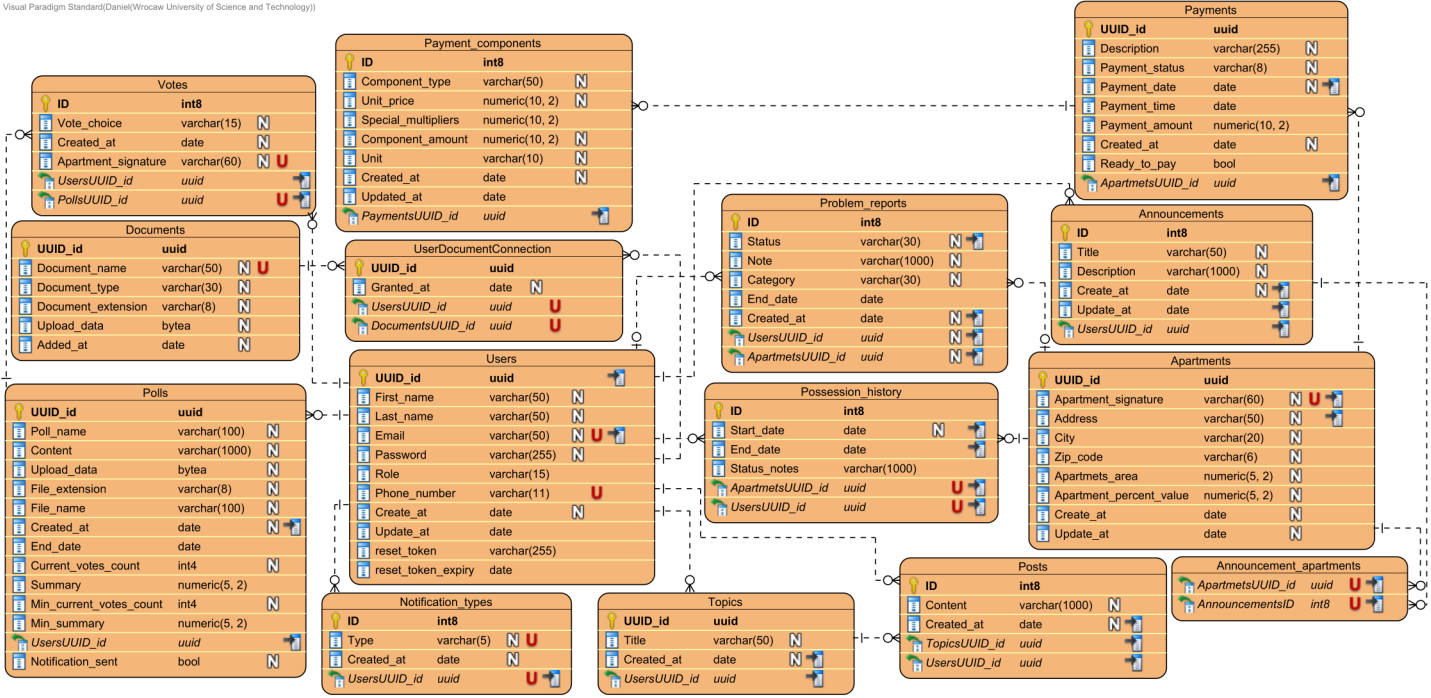 Visual Paradigm Standard(Daniel(Wrocaw University of Science and Technology))
Votes
ID int8
Vote_choice varchar(15) N
Created_at date N
Apartment_signature varchar(60) N U
UsersUUID_id uuid
PollsUUID_id uuid U
Payment_components
ID int8
Component_type varchar(50) N
Unit_price numeric(10, 2) N
Special_multipliers numeric(10, 2)
Component_amount numeric(10, 2) N
Unit varchar(10) N
Created_at date N
Updated_at date
PaymentsUUID_id uuid
Payments
UUID_id uuid
Description varchar(255) N
Payment_status varchar(8) N
Payment_date date N
Payment_time date
Payment_amount numeric(10, 2)
Created_at date N
Ready_to_pay bool
ApartmetsUUID_id uuid
Documents
UUID_id uuid
Document_name varchar(50) N U
Document_type varchar(30) N
Document_extension varchar(8) N
Upload_data bytea N
Added_at date N
UserDocumentConnection
UUID_id uuid
Granted_at date N
UsersUUID_id uuid U
DocumentsUUID_id uuid U
Problem_reports
ID int8
Status varchar(30) N
Note varchar(1000) N
Category varchar(30) N
End_date date
Created_at date N
UsersUUID_id uuid N
ApartmetsUUID_id uuid N
Announcements
ID int8
Title varchar(50) N
Description varchar(1000) N
Create_at date N
Update_at date
UsersUUID_id uuid
Polls
UUID_id uuid
Poll_name varchar(100) N
Content varchar(1000) N
Upload_data bytea N
File_extension varchar(8) N
File_name varchar(100) N
Created_at date N
End_date date
Current_votes_count int4 N
Summary numeric(5, 2)
Min_current_votes_count int4 N
Min_summary numeric(5, 2)
UsersUUID_id uuid
Notification_sent bool N
Users
UUID_id uuid
First_name varchar(50) N
Last_name varchar(50) N
Email varchar(50) N U
Password varchar(255) N
Role varchar(15)
Phone_number varchar(11) U
Create_at date N
Update_at date
reset_token varchar(255)
reset_token_expiry date
Possession_history
ID int8
Start_date date N
End_date date
Status_notes varchar(1000)
ApartmetsUUID_id uuid U
UsersUUID_id uuid U
Apartments
UUID_id uuid
Apartment_signature varchar(60) N U
Address varchar(50) N
City varchar(20) N
Zip_code varchar(6) N
Apartmets_area numeric(5, 2) N
Apartment_percent_value numeric(5, 2) N
Create_at date N
Update_at date N
Notification_types
ID int8
Type varchar(5) N U
Created_at date N
UsersUUID_id uuid U
Topics
UUID_id uuid
Title varchar(50) N
Created_at date N
UsersUUID_id uuid
Posts
ID int8
Content varchar(1000) N
Created_at date N
TopicsUUID_id uuid
UsersUUID_id uuid
Announcement_apartments
ApartmetsUUID_id uuid U
AnnouncementsID int8 U